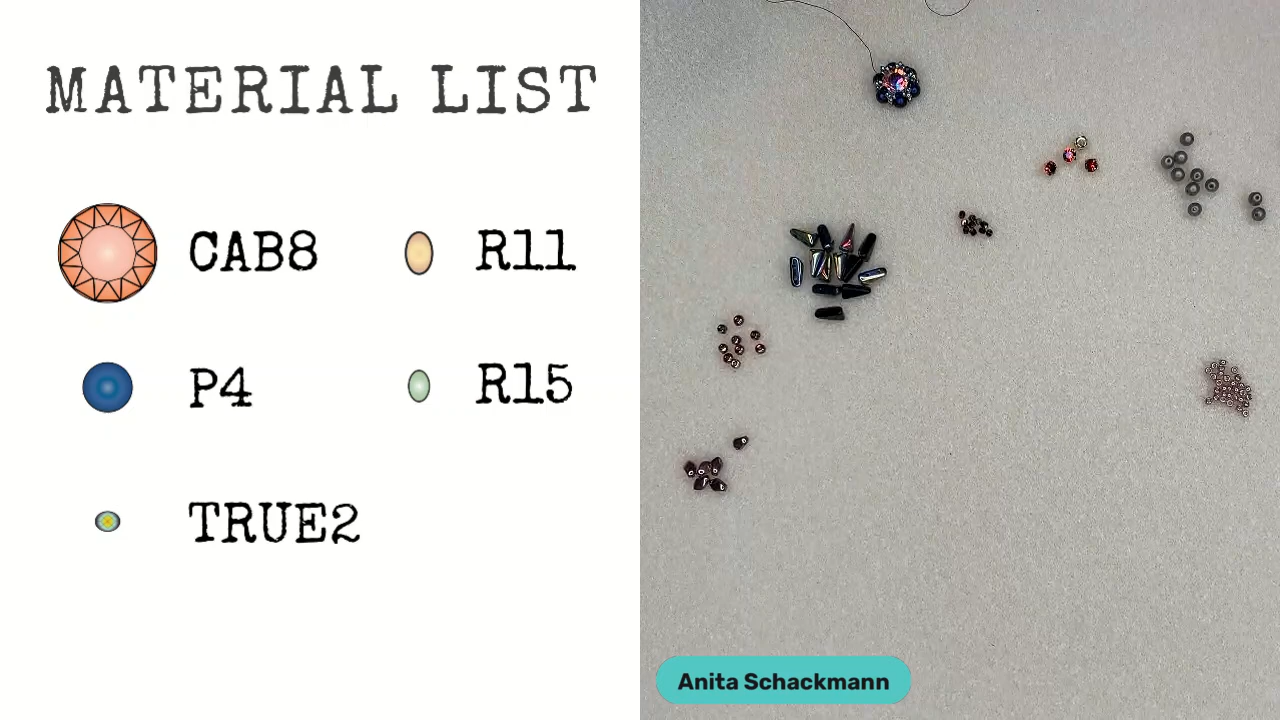 MATERIAL LIST
CAB8
R11
P4
R15
TRUE2
Anita Schackmann